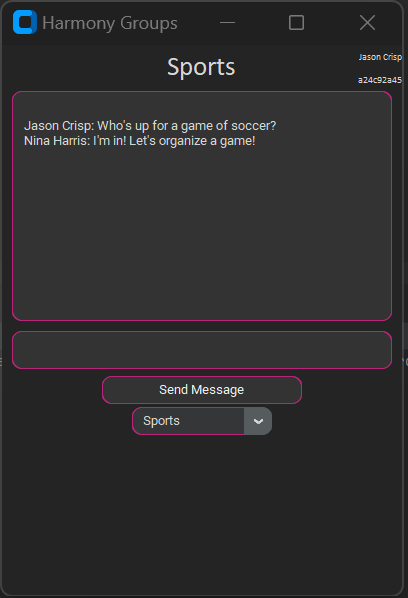 Harmony Groups
Sports
Jason Crisp
a24c92a45
Jason Crisp: Who's up for a game of soccer?
Nina Harris: I'm in! Let's organize a game!
Send Message
Sports